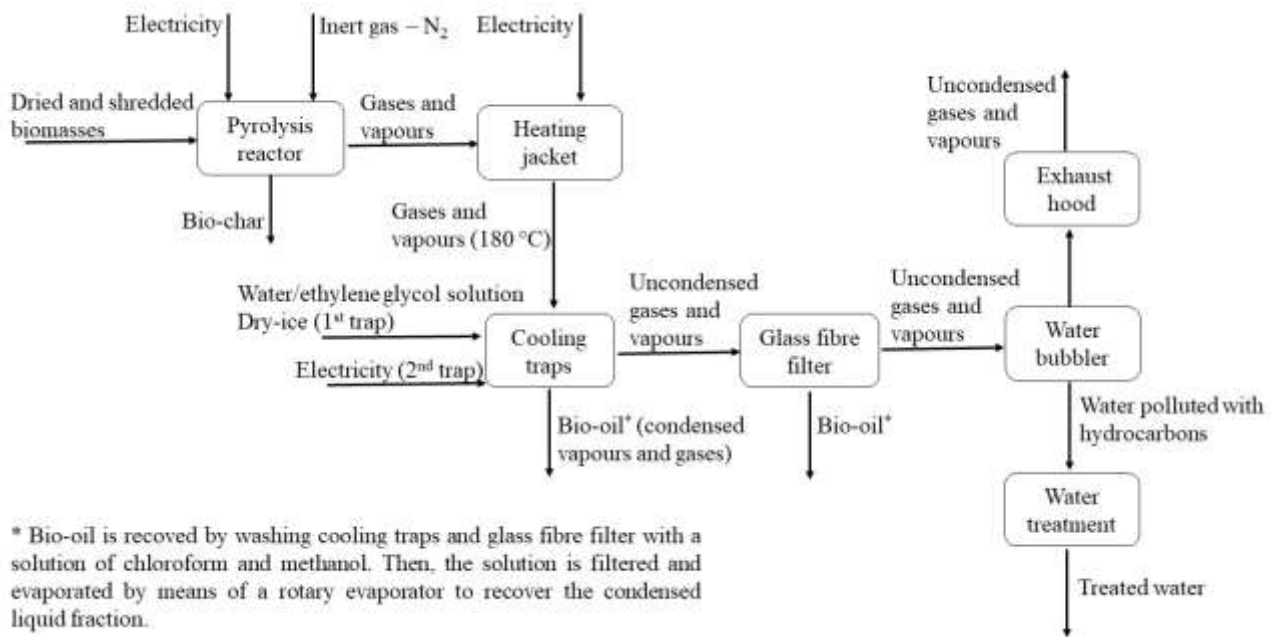 Electricity
Inert gas – N₂
Electricity
Dried and shredded
biomasses
Pyrolysis
reactor
Gases and
vapours
Heating
jacket
Uncondensed
gases and
vapours
Exhaust
hood
Bio-char
Gases and
vapours (180 °C)
Water/ethylene glycol solution
Dry-ice (1st trap)
Electricity (2nd trap)
Cooling
traps
Uncondensed
gases and
vapours
Glass fibre
filter
Uncondensed
gases and
vapours
Water
bubbler
Bio-oil* (condensed
vapours and gases)
Bio-oil*
Water polluted with
hydrocarbons
Water
treatment
Treated water
* Bio-oil is recoved by washing cooling traps and glass fibre filter with a
solution of chloroform and methanol. Then, the solution is filtered and
evaporated by means of a rotary evaporator to recover the condensed
liquid fraction.